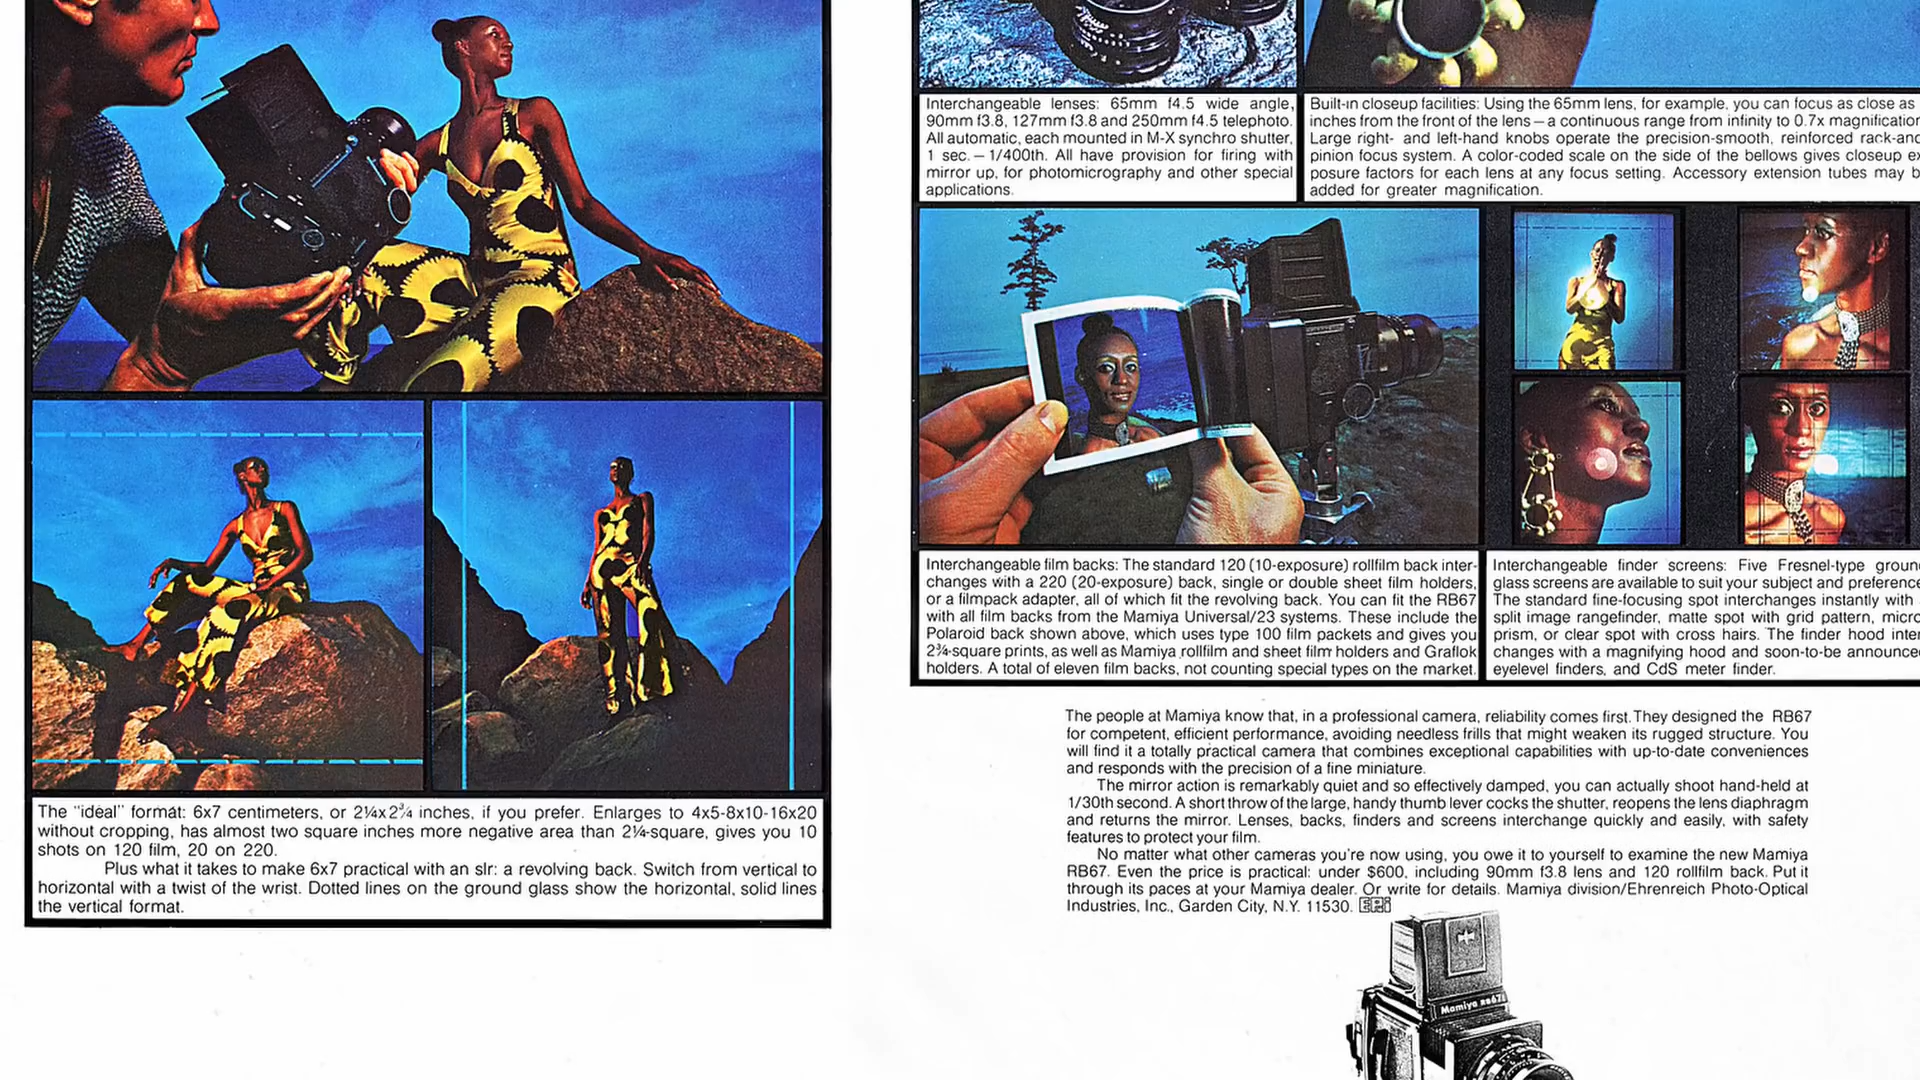 Interchangeable lenses: 65mm f4.5 wide angle,
90mm f3.8, 127mm f3.8 and 250mm f4.5 telephoto.
All automatic, each mounted in M-X synchro shutter,
1 sec. – 1/400th. All have provision for firing with
mirror up, for photomicrography and other special
applications.
Built-in closeup facilities: Using the 65mm lens, for example, you can focus as close as
inches from the front of the lens – a continuous range from infinity to 0.7x magnification
Large right- and left-hand knobs operate the precision-smooth, reinforced rack-and
pinion focus system. A color-coded scale on the side of the bellows gives closeup ex
posure factors for each lens at any focus setting. Accessory extension tubes may b
added for greater magnification.
The "ideal" format: 6x7 centimeters, or 2¼x2¾ inches, if you prefer. Enlarges to 4x5-8x10-16x20
without cropping, has almost two square inches more negative area than 2¼-square, gives you 10
shots on 120 film, 20 on 220.
Plus what it takes to make 6x7 practical with an slr: a revolving back. Switch from vertical to
horizontal with a twist of the wrist. Dotted lines on the ground glass show the horizontal, solid lines
the vertical format.
Interchangeable film backs: The standard 120 (10-exposure) rollfilm back inter-
changes with a 220 (20-exposure) back, single or double sheet film holders,
or a filmpack adapter, all of which fit the revolving back. You can fit the RB67
with all film backs from the Mamiya Universal/23 systems. These include the
Polaroid back shown above, which uses type 100 film packets and gives you
2¾-square prints, as well as Mamiya rollfilm and sheet film holders and Graflok
holders. A total of eleven film backs, not counting special types on the market.
Interchangeable finder screens: Five Fresnel-type groun
glass screens are available to suit your subject and preference
The standard fine-focusing spot interchanges instantly with
split image rangefinder, matte spot with grid pattern, micro
prism, or clear spot with cross hairs. The finder hood inter
changes with a magnifying hood and soon-to-be announce
eyelevel finders, and CdS meter finder.
The people at Mamiya know that, in a professional camera, reliability comes first. They designed the RB67
for competent, efficient performance, avoiding needless frills that might weaken its rugged structure. You
will find it a totally practical camera that combines exceptional capabilities with up-to-date conveniences
and responds with the precision of a fine miniature.
The mirror action is remarkably quiet and so effectively damped, you can actually shoot hand-held at
1/30th second. A short throw of the large, handy thumb lever cocks the shutter, reopens the lens diaphragm
and returns the mirror. Lenses, backs, finders and screens interchange quickly and easily, with safety
features to protect your film.
No matter what other cameras you're now using, you owe it to yourself to examine the new Mamiya
RB67. Even the price is practical: under $600, including 90mm f3.8 lens and 120 rollfilm back. Put it
through its paces at your Mamiya dealer. Or write for details. Mamiya division/Ehrenreich Photo-Optical
Industries, Inc., Garden City, N.Y. 11530. EPOI
Mamiya RB67